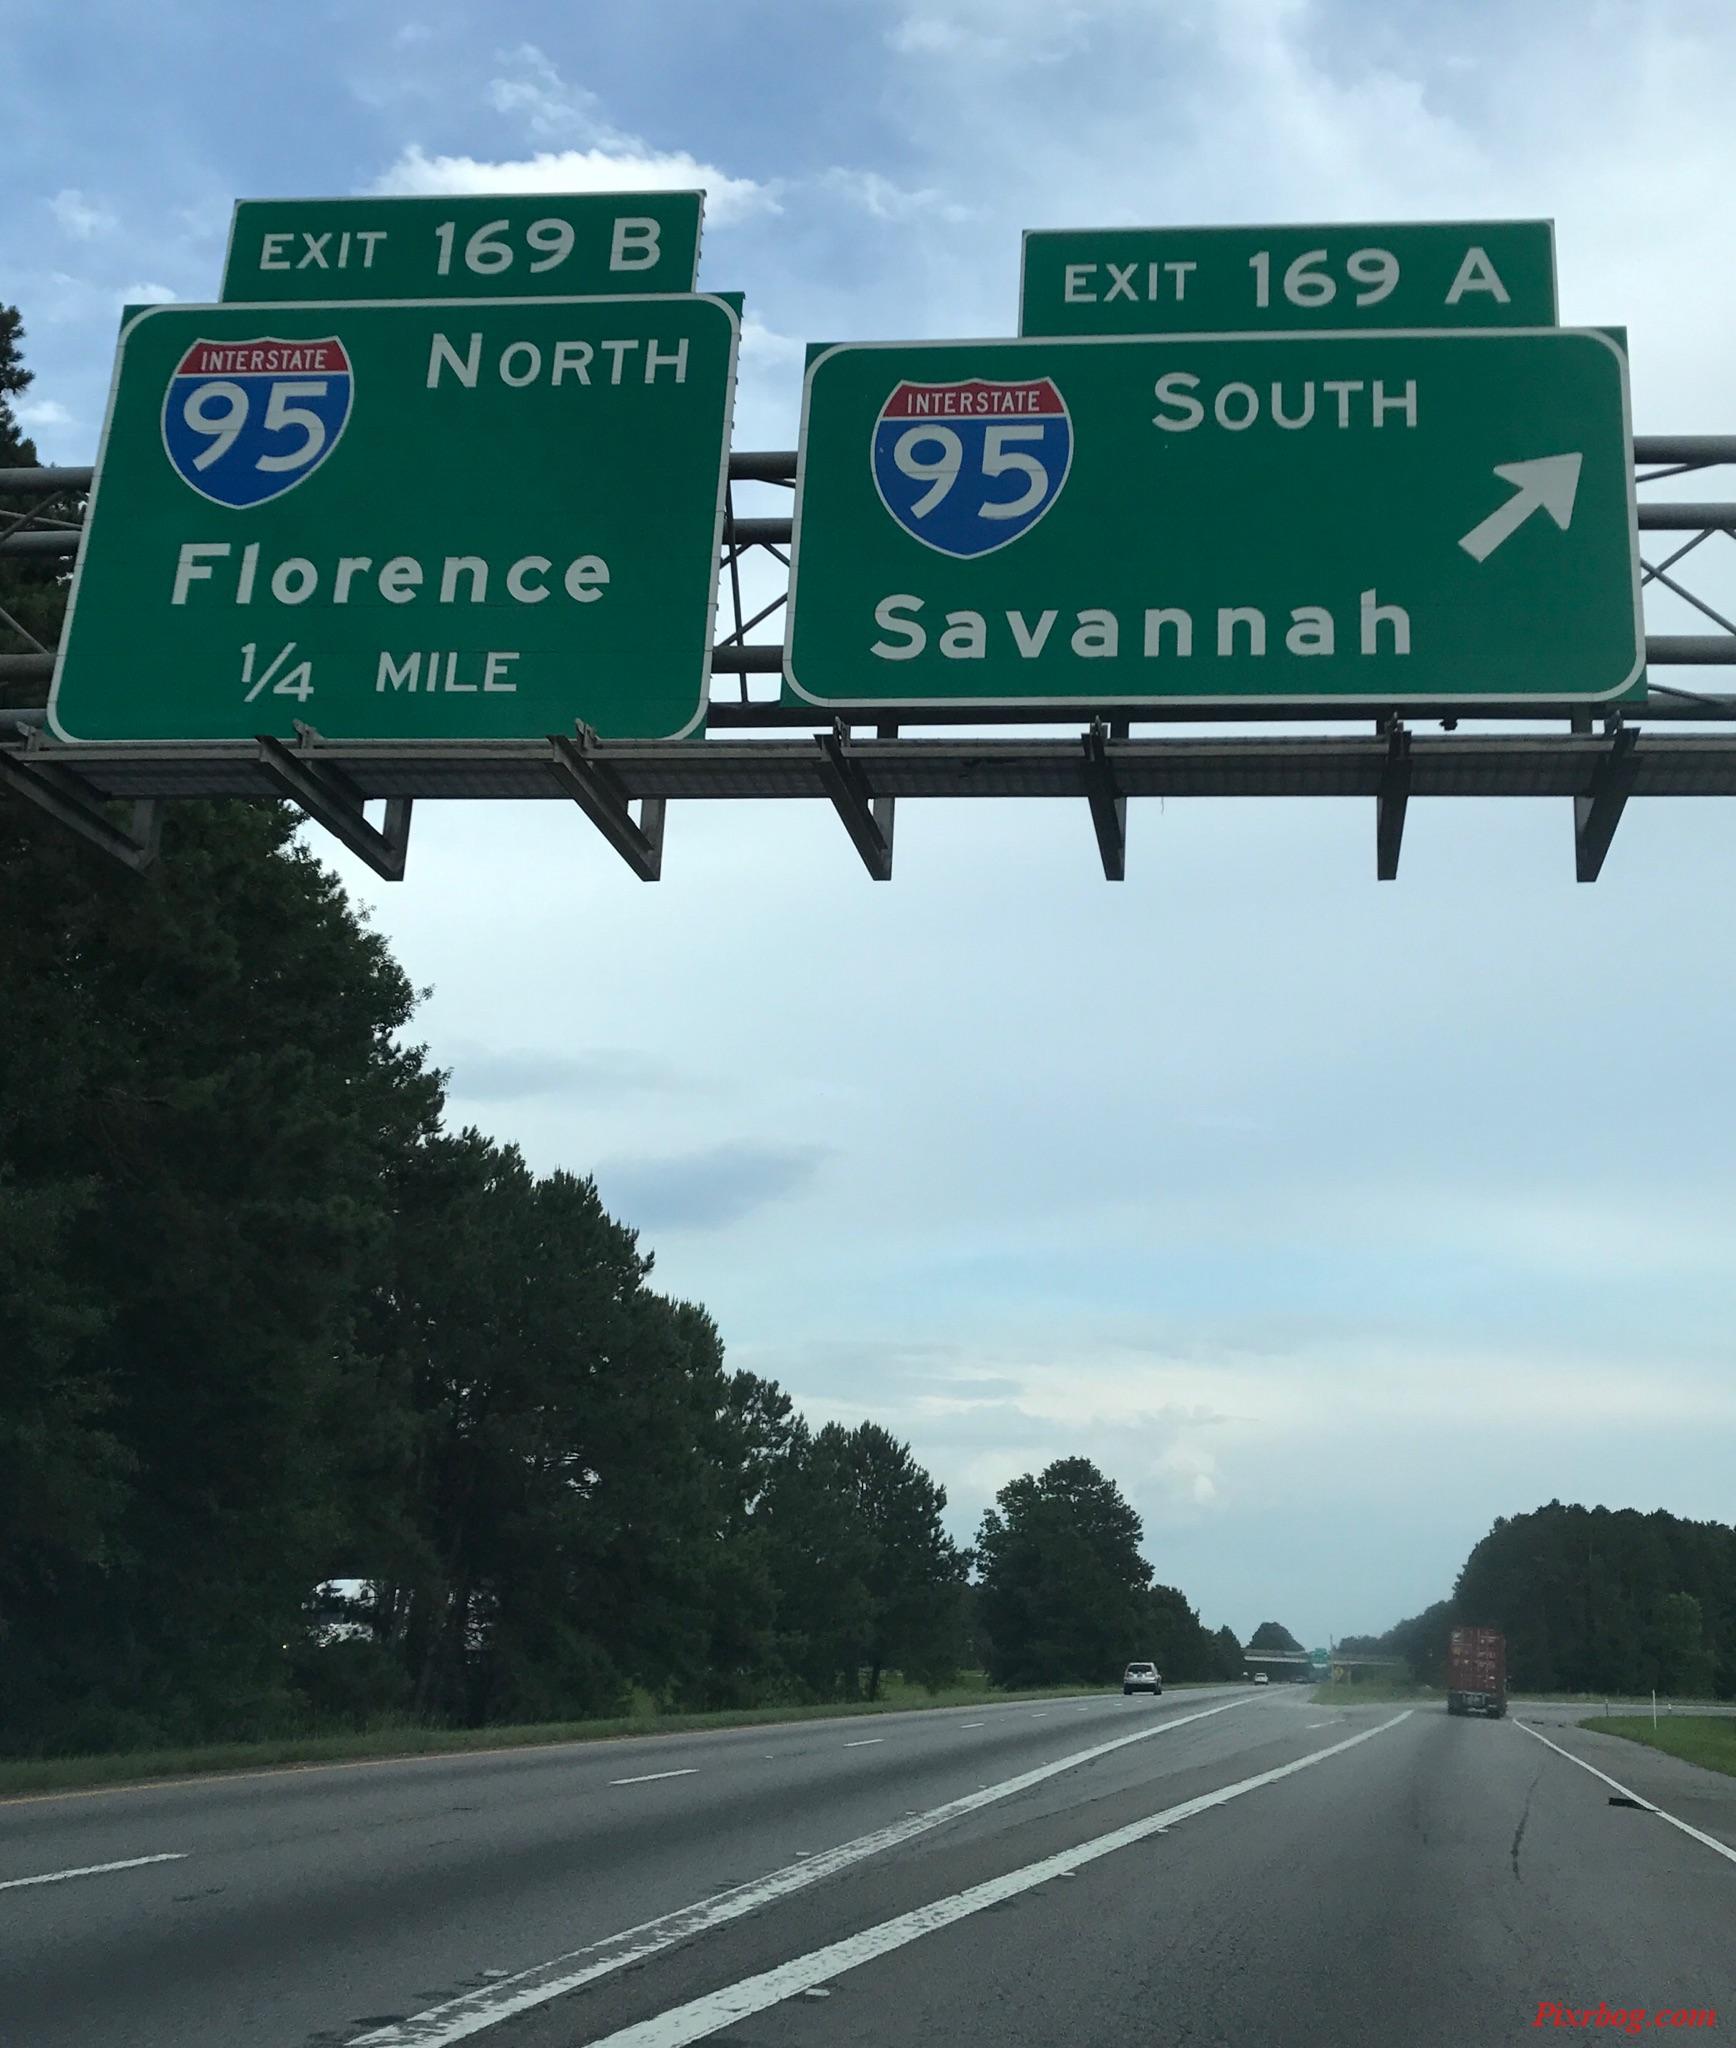 EXIT 169 B
INTERSTATE
95
NORTH
Florence
1/4 MILE
EXIT 169 A
INTERSTATE
95
SOUTH
Savannah
Pixrbog.com